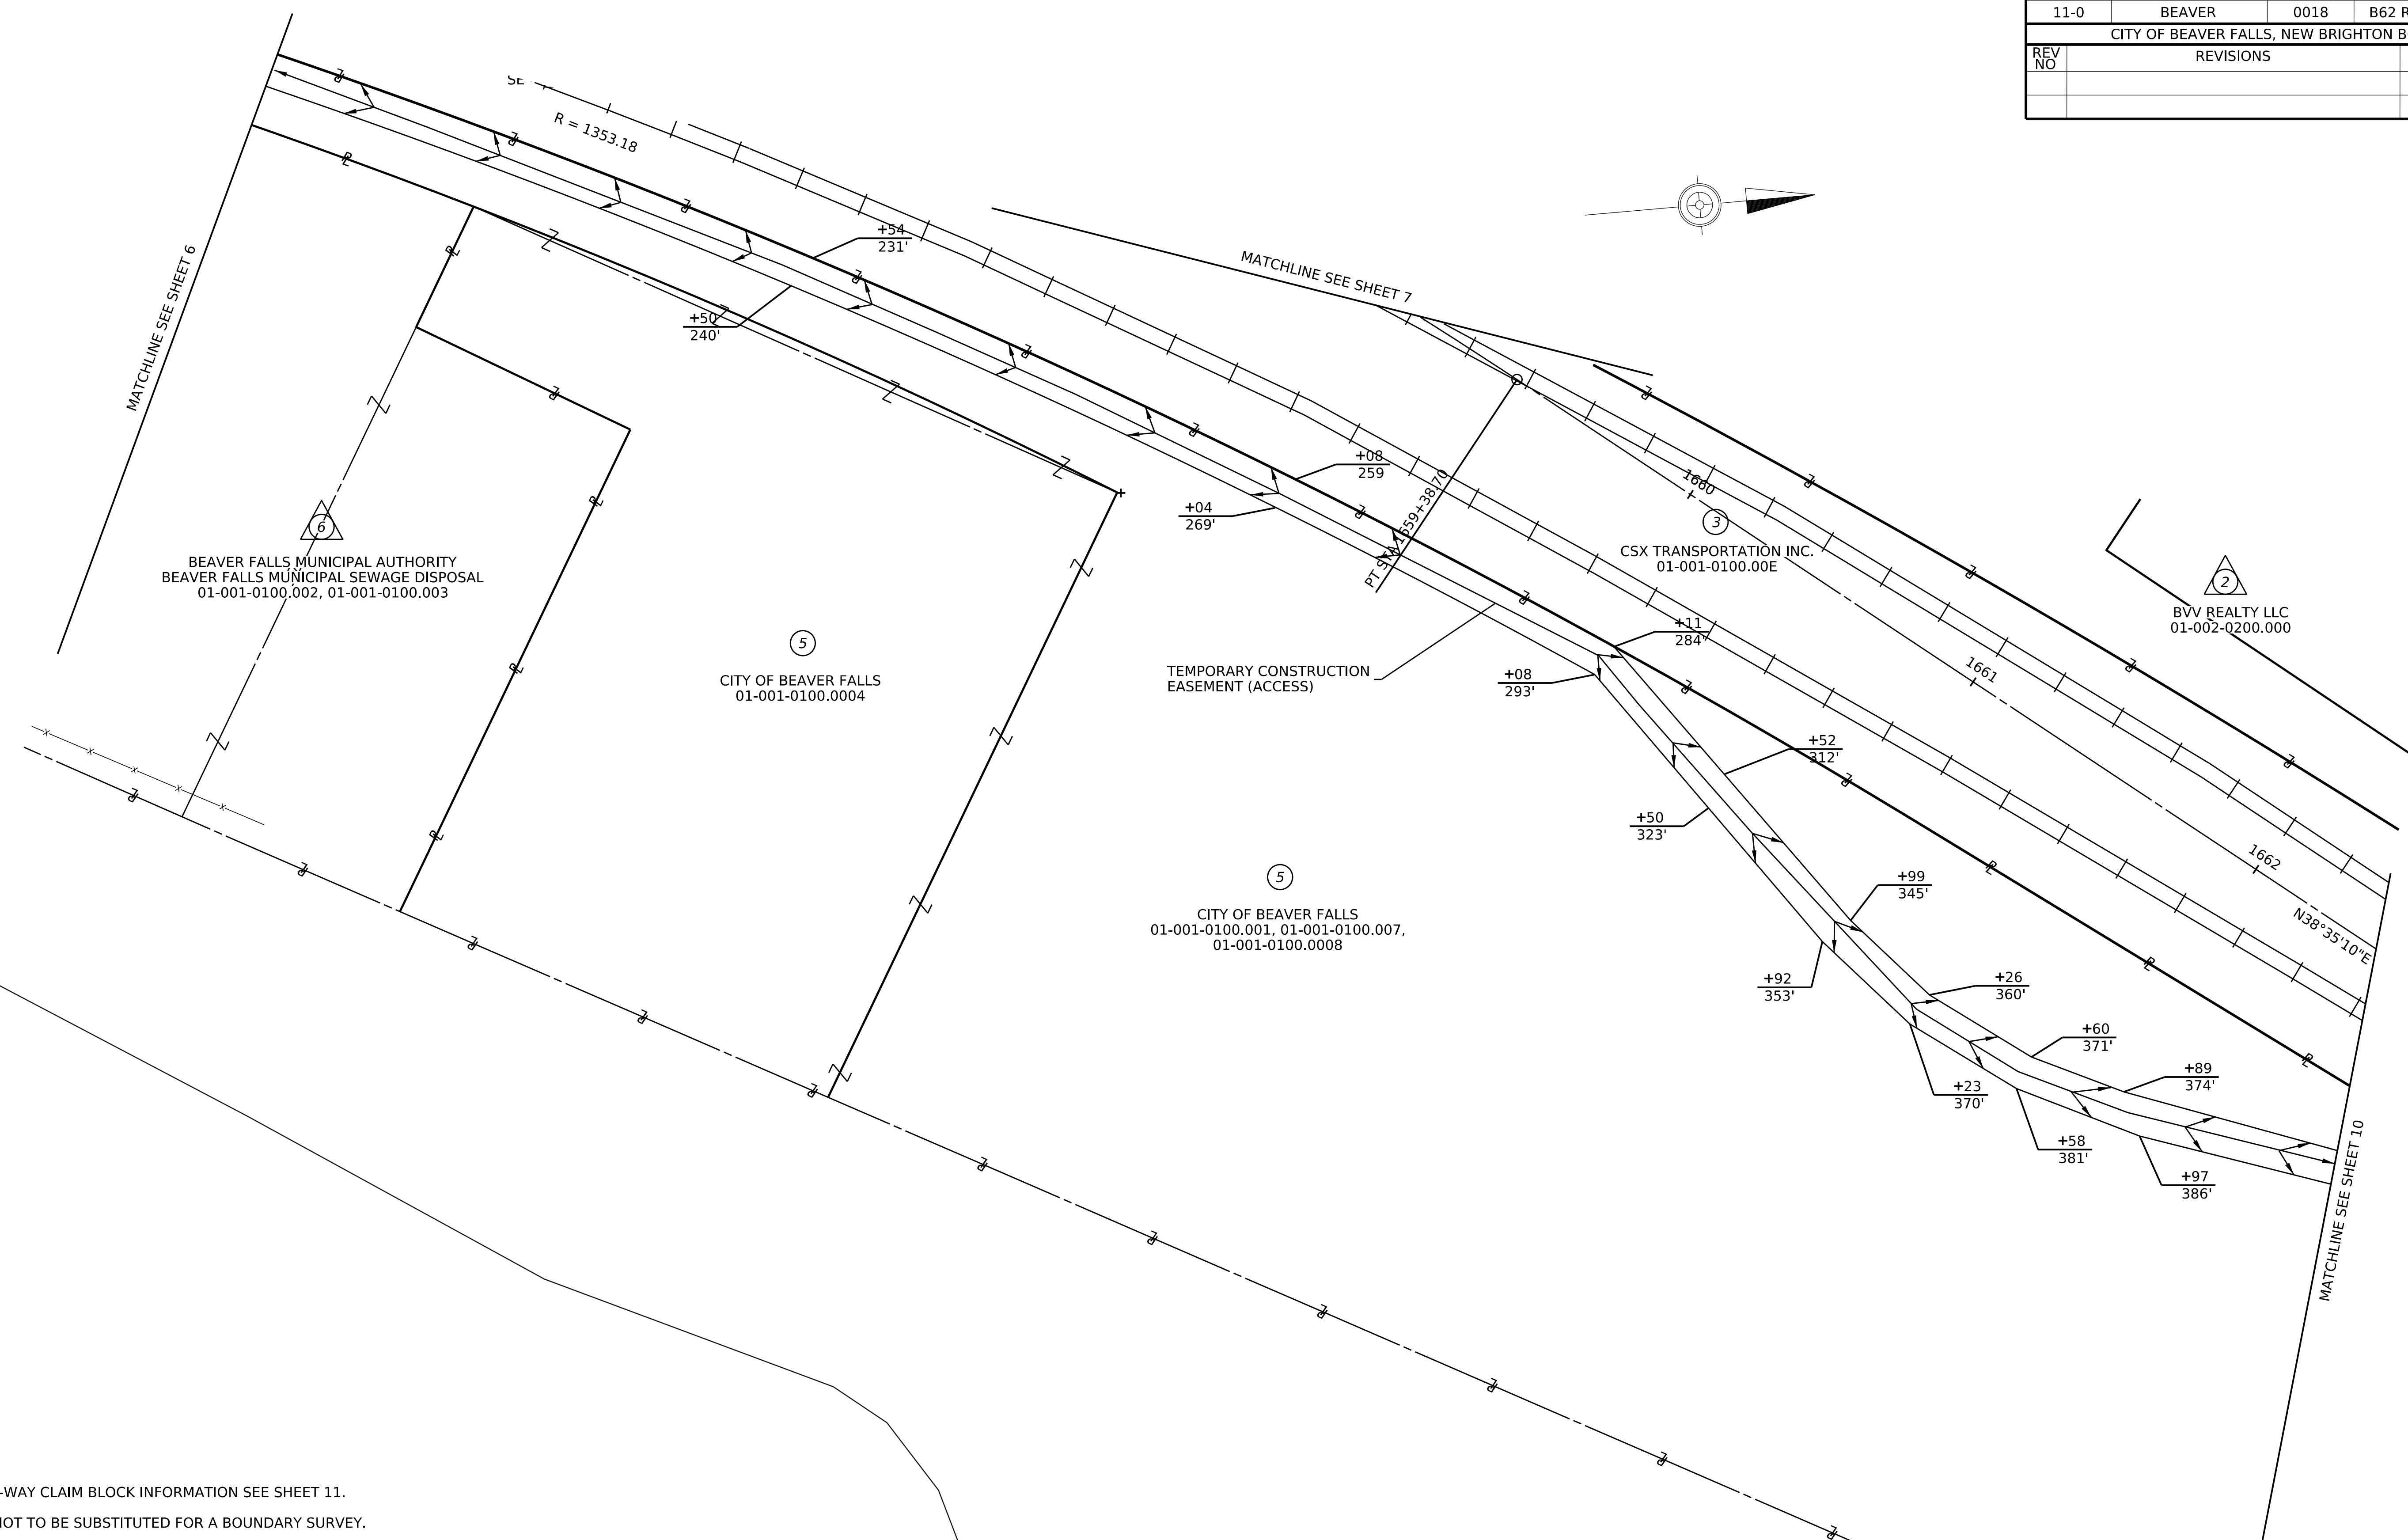 11-0 BEAVER 0018 B62 R
CITY OF BEAVER FALLS, NEW BRIGHTON B
REV NO REVISIONS
SE
R = 1353.18
MATCHLINE SEE SHEET 6
MATCHLINE SEE SHEET 7
+54
231'
+50
240'
+08
259
+04
269'
PT STA 1659+38.70
1660
3
CSX TRANSPORTATION INC.
01-001-0100.00E
2
BVV REALTY LLC
01-002-0200.000
6
BEAVER FALLS MUNICIPAL AUTHORITY
BEAVER FALLS MUNICIPAL SEWAGE DISPOSAL
01-001-0100.002, 01-001-0100.003
5
CITY OF BEAVER FALLS
01-001-0100.0004
TEMPORARY CONSTRUCTION
EASEMENT (ACCESS)
+11
284'
+08
293'
1661
+52
312'
+50
323'
1662
N38°35'10"E
5
CITY OF BEAVER FALLS
01-001-0100.001, 01-001-0100.007,
01-001-0100.0008
+99
345'
+92
353'
+26
360'
+23
370'
+60
371'
+89
374'
+58
381'
+97
386'
MATCHLINE SEE SHEET 10
-WAY CLAIM BLOCK INFORMATION SEE SHEET 11.
NOT TO BE SUBSTITUTED FOR A BOUNDARY SURVEY.